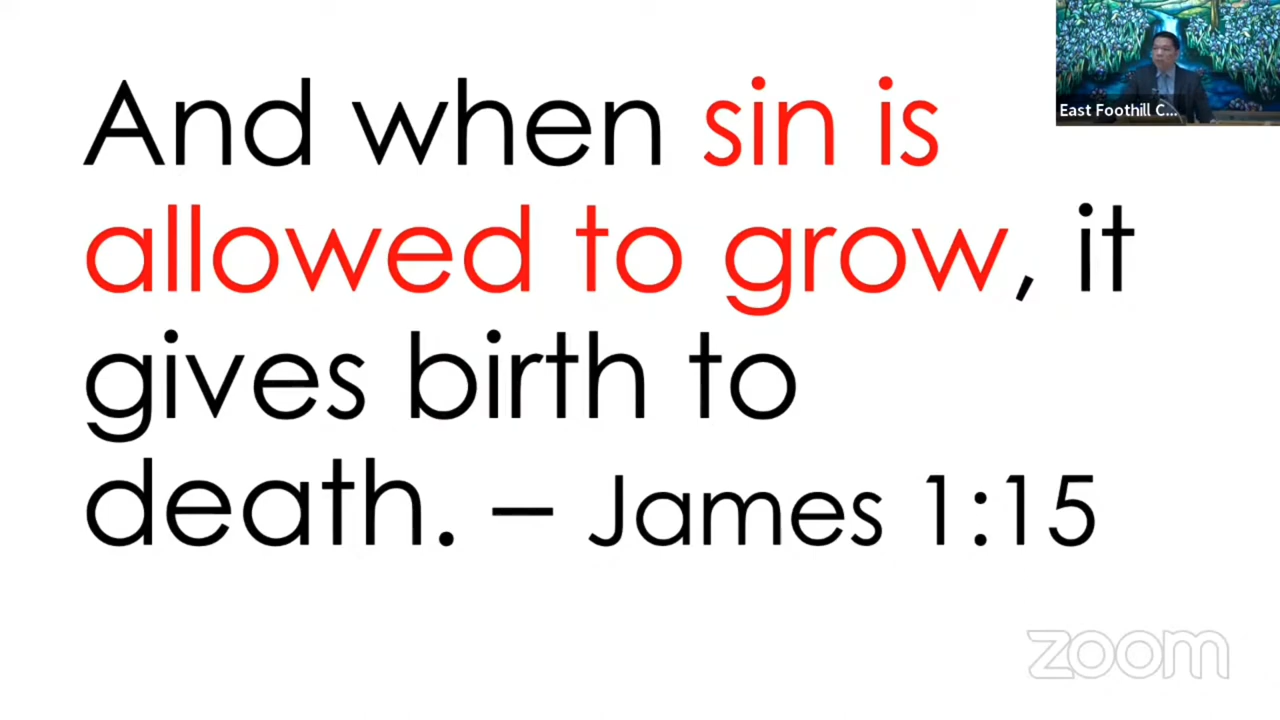 And when sin is
allowed to grow, it
gives birth to
death. – James 1:15
East Foothill C...
zoom